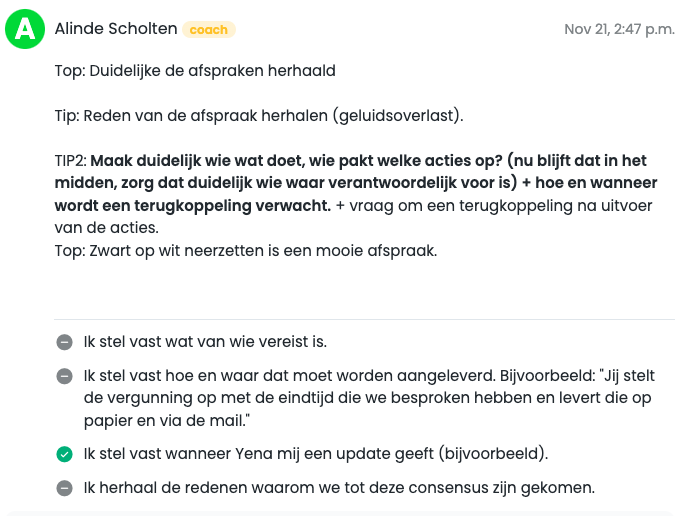 A
Alinde Scholten coach
Nov 21, 2:47 p.m.
Top: Duidelijke de afspraken herhaald
Tip: Reden van de afspraak herhalen (geluidsoverlast).
TIP2: Maak duidelijk wie wat doet, wie pakt welke acties op? (nu blijft dat in het
midden, zorg dat duidelijk wie waar verantwoordelijk voor is) + hoe en wanneer
wordt een terugkoppeling verwacht. + vraag om een terugkoppeling na uitvoer
van de acties.
Top: Zwart op wit neerzetten is een mooie afspraak.
Ik stel vast wat van wie vereist is.
Ik stel vast hoe en waar dat moet worden aangeleverd. Bijvoorbeeld: "Jij stelt
de vergunning op met de eindtijd die we besproken hebben en levert die op
papier en via de mail."
Ik stel vast wanneer Yena mij een update geeft (bijvoorbeeld).
Ik herhaal de redenen waarom we tot deze consensus zijn gekomen.